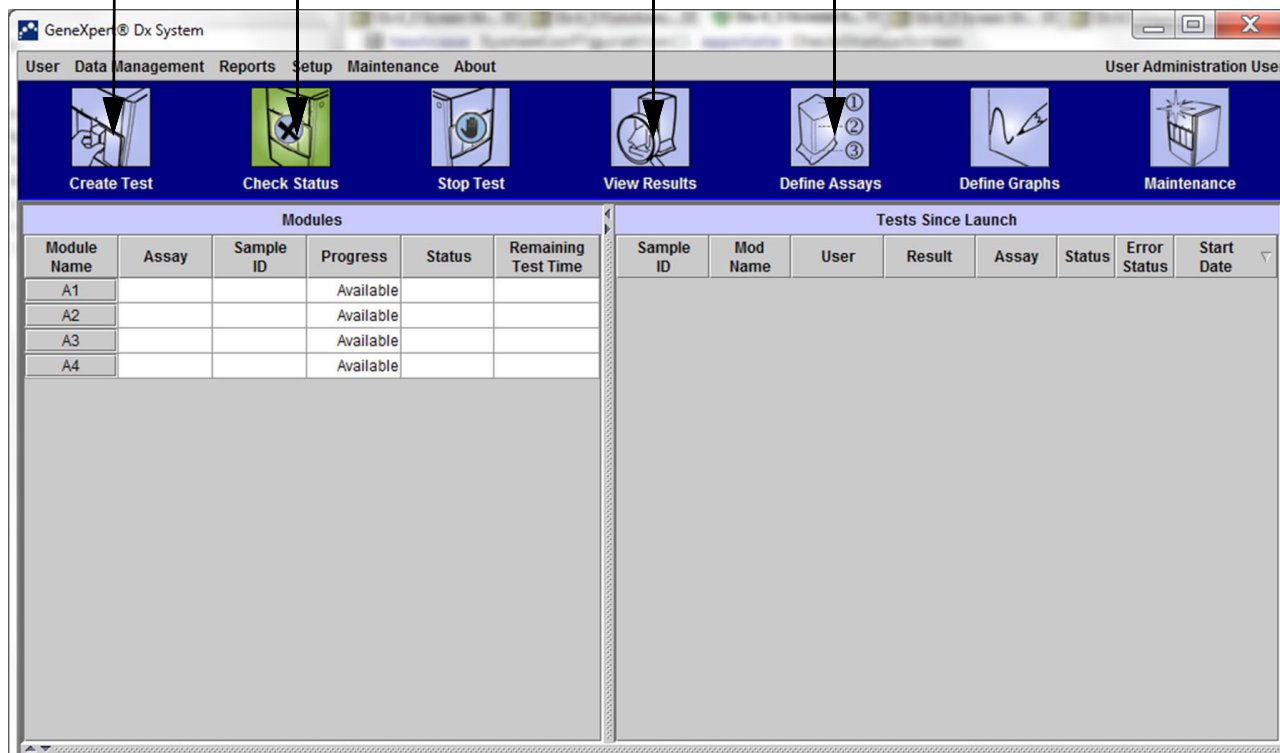 GeneXpert® Dx System
User Data Management Reports Setup Maintenance About User Administration Use
1
2
3
Create Test Check Status Stop Test View Results Define Assays Define Graphs Maintenance
Modules Tests Since Launch
Module Name Assay Sample ID Progress Status Remaining Test Time Sample ID Mod Name User Result Assay Status Error Status Start Date
A1 Available
A2 Available
A3 Available
A4 Available